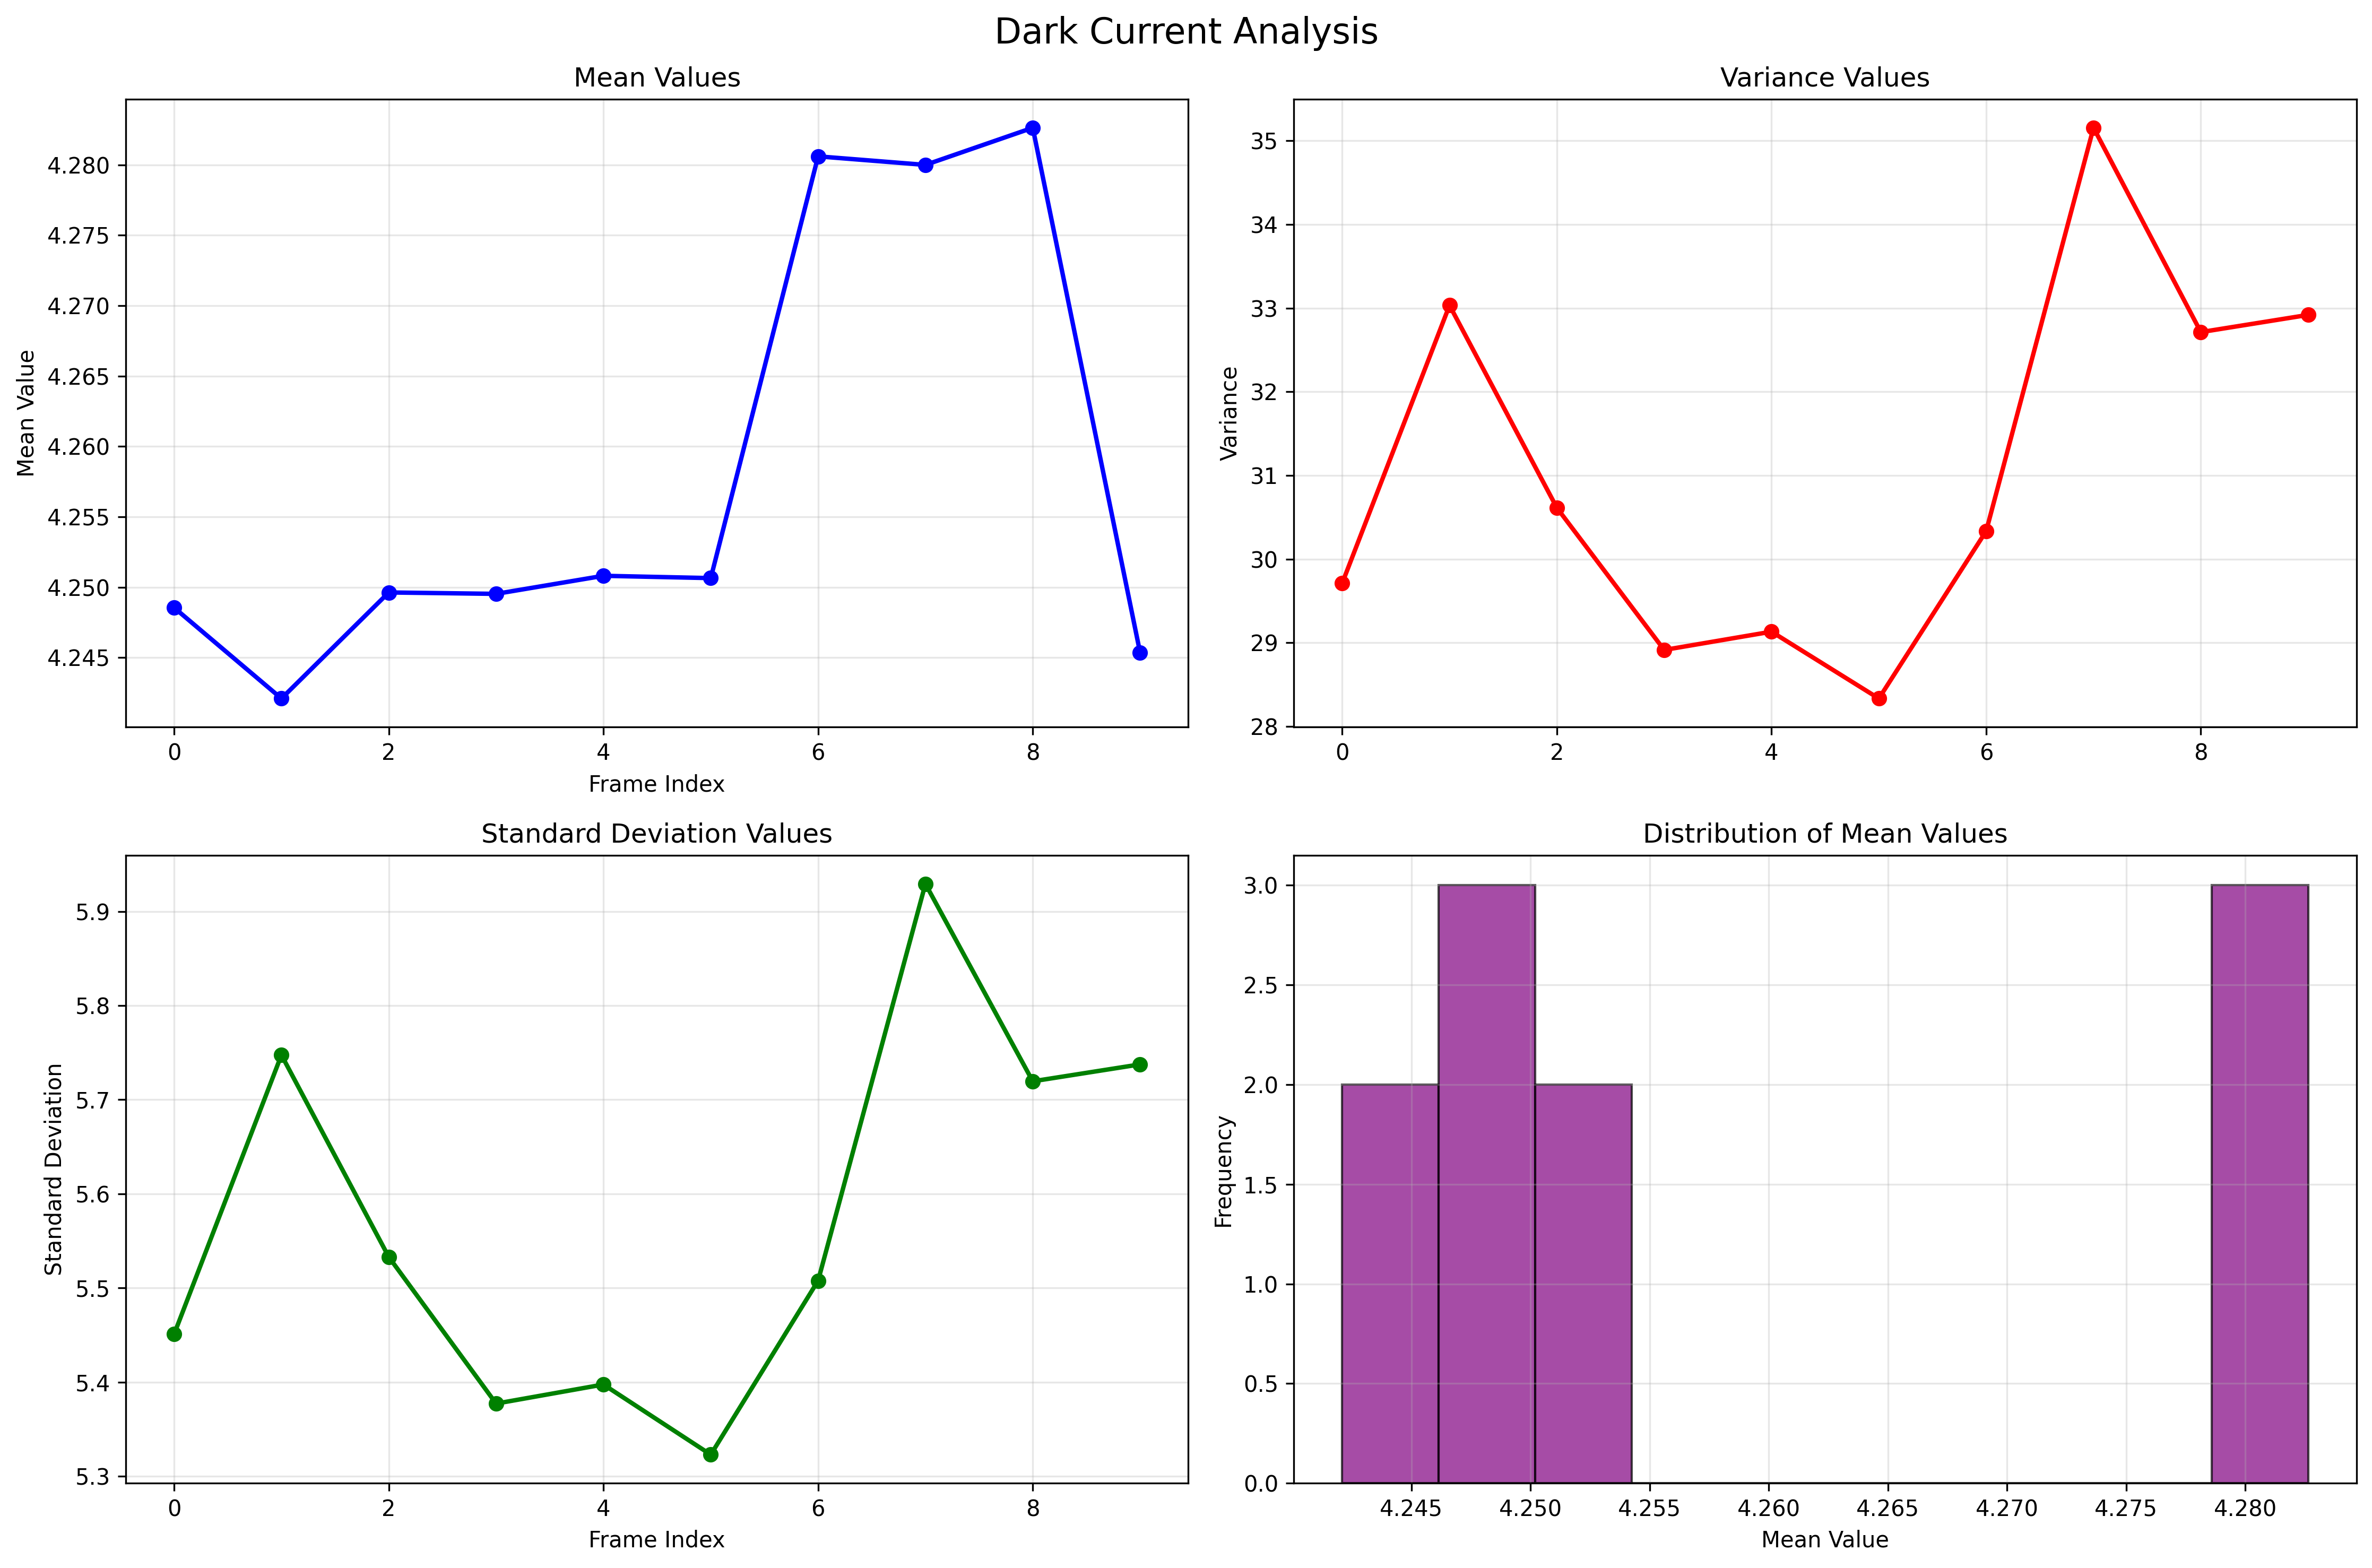 Dark Current Analysis
Mean Values
Mean Value
4.280
4.275
4.270
4.265
4.260
4.255
4.250
4.245
0 2 4 6 8
Frame Index
Variance Values
Variance
35
34
33
32
31
30
29
28
0 2 4 6 8
Standard Deviation Values
Standard Deviation
5.9
5.8
5.7
5.6
5.5
5.4
5.3
0 2 4 6 8
Frame Index
Distribution of Mean Values
Frequency
3.0
2.5
2.0
1.5
1.0
0.5
0.0
4.245 4.250 4.255 4.260 4.265 4.270 4.275 4.280
Mean Value